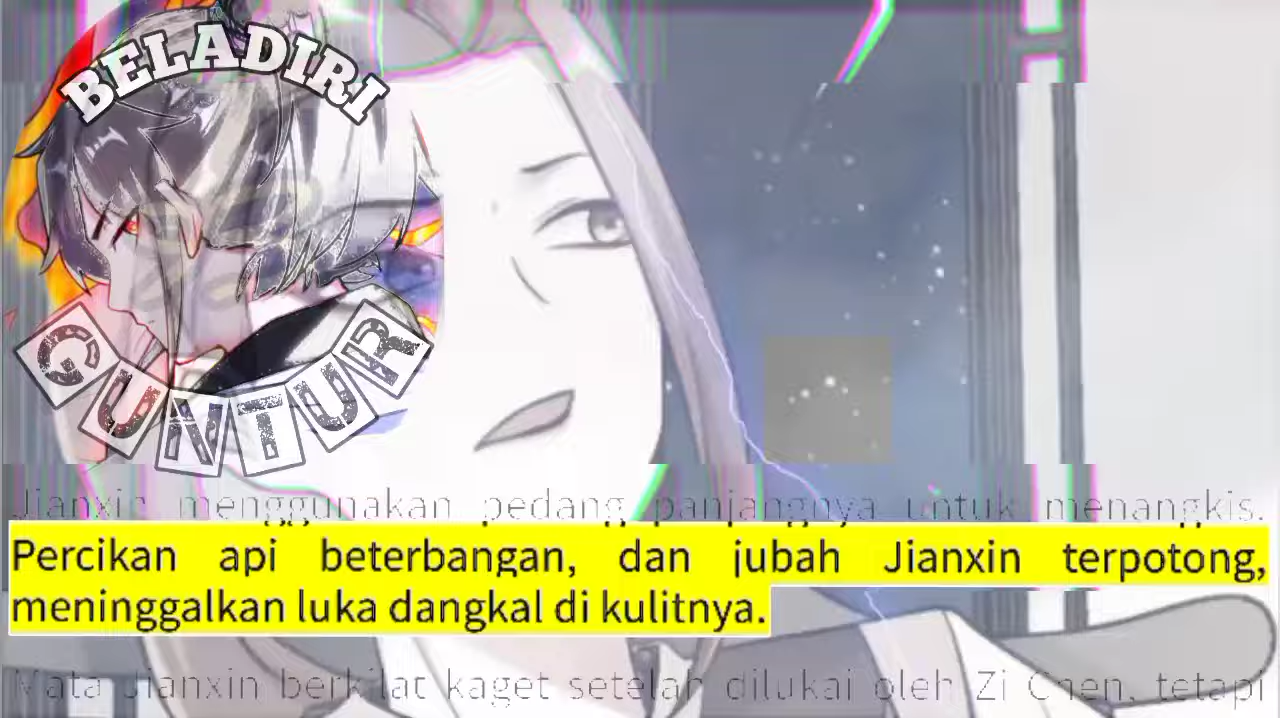 BELADIRI
GUNTUR
Jianxin menggunakan pedang panjangnya untuk menangkis.
Percikan api beterbangan, dan jubah Jianxin terpotong,
meninggalkan luka dangkal di kulitnya.
Mata Jianxin berkilat kaget setelah dilukai oleh Zi Chen, tetapi